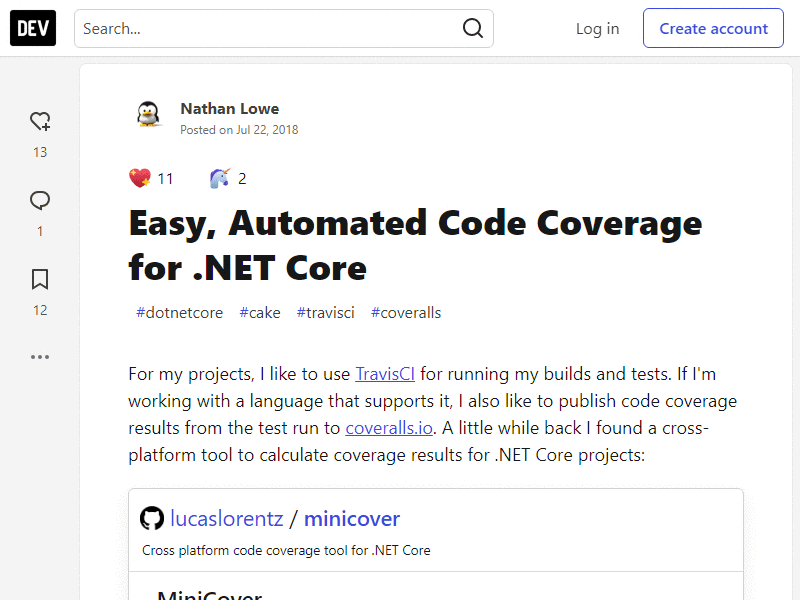 DEV
Search...
Log in
Create account
13
1
12
Nathan Lowe
Posted on Jul 22, 2018
11
2
Easy, Automated Code Coverage
for .NET Core
#dotnetcore #cake #travisci #coveralls
For my projects, I like to use TravisCI for running my builds and tests. If I'm
working with a language that supports it, I also like to publish code coverage
results from the test run to coveralls.io. A little while back I found a cross-
platform tool to calculate coverage results for .NET Core projects:
lucaslorentz / minicover
Cross platform code coverage tool for .NET Core
MiniCover